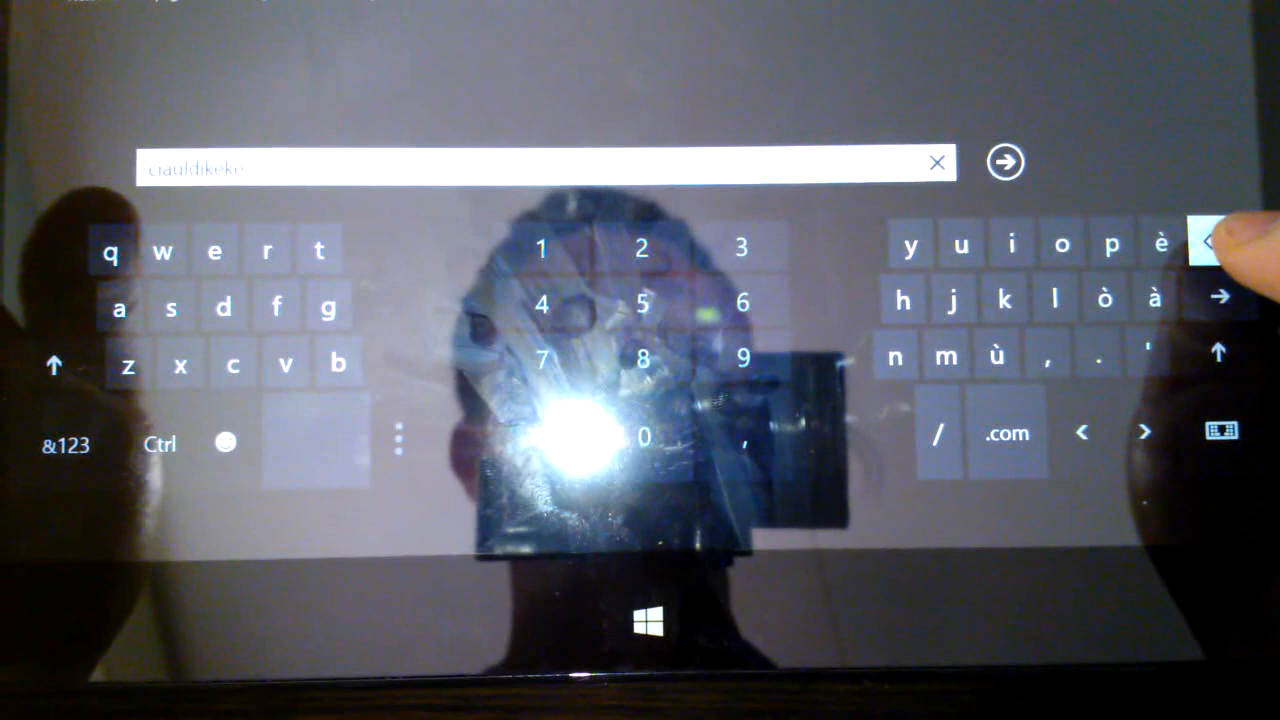 ciauldikeke
q w e r t 1 2 3 y u i o p è
a s d f g 4 5 6 h j k l ò à
z x c v b 7 8 9 n m ù , . '
&123 Ctrl 0 , / .com < >